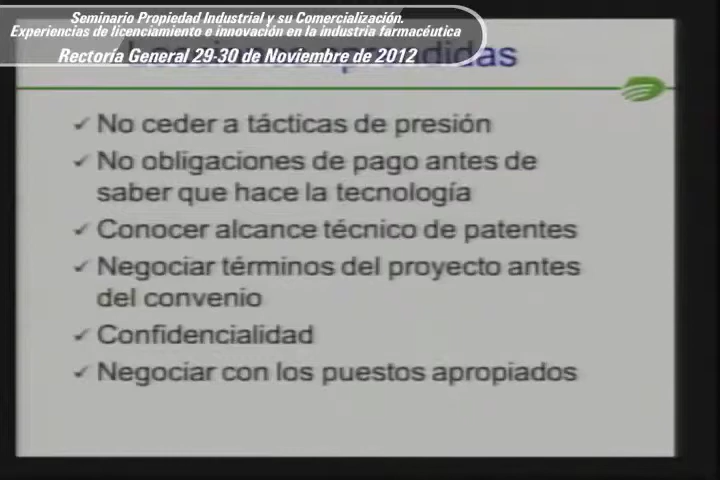 Seminario Propiedad Industrial y su Comercialización.
Experiencias de licenciamiento e innovación en la industria farmacéutica
Rectoría General 29-30 de Noviembre de 2012
✓ No ceder a tácticas de presión
✓ No obligaciones de pago antes de
saber que hace la tecnología
✓ Conocer alcance técnico de patentes
✓ Negociar términos del proyecto antes
del convenio
✓ Confidencialidad
✓ Negociar con los puestos apropiados